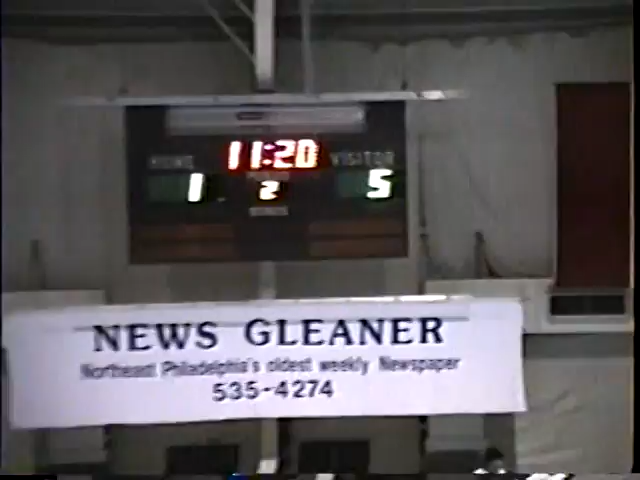 11:20
HOME VISITOR
1 2 5
NEWS GLEANER
Northeast Philadelphia's oldest weekly Newspaper
535-4274